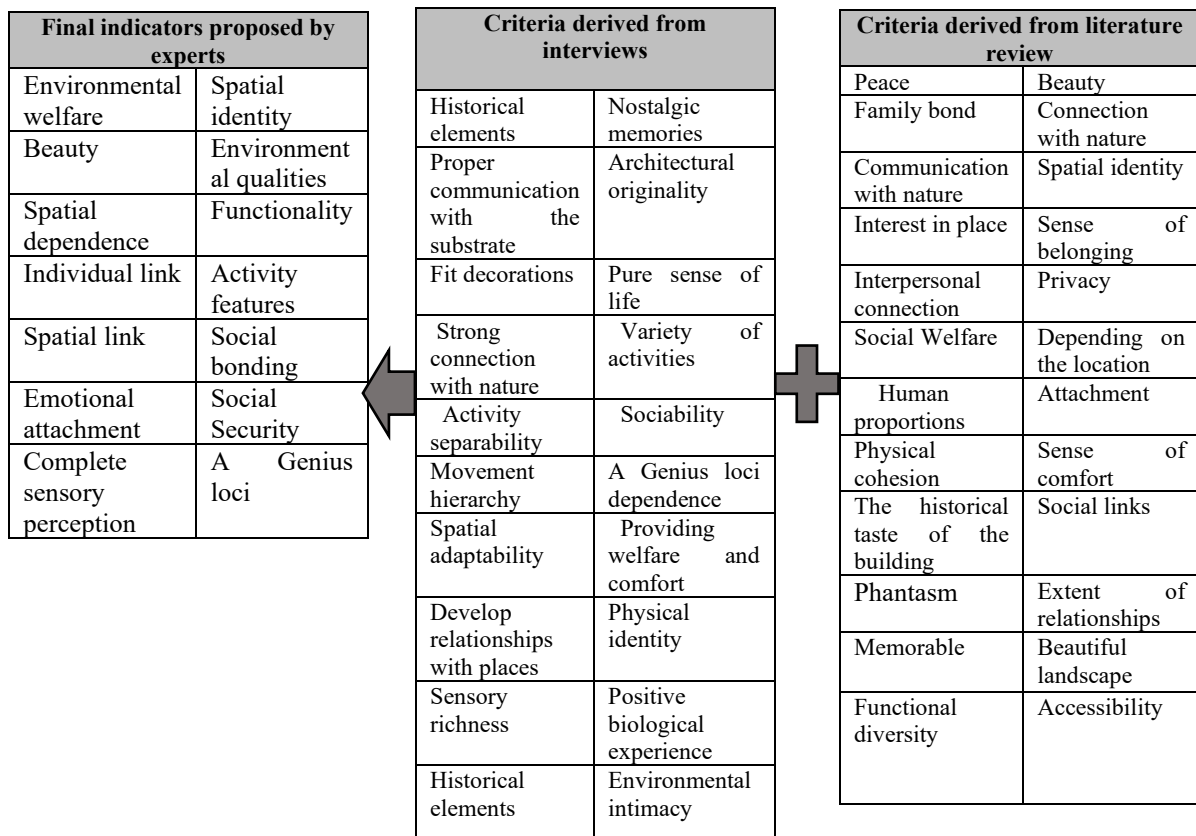 Final indicators proposed by
experts
Environmental
welfare
Spatial
identity
Beauty
Environment
al qualities
Spatial
dependence
Functionality
Individual link
Activity
features
Spatial link
Social
bonding
Emotional
attachment
Social
Security
Complete
sensory
perception
A Genius
loci
Criteria derived from
interviews
Historical
elements
Nostalgic
memories
Proper
communication
with the
substrate
Architectural
originality
Fit decorations
Pure sense of
life
Strong
connection
with nature
Variety of
activities
Activity
separability
Sociability
Movement
hierarchy
A Genius loci
dependence
Spatial
adaptability
Providing
welfare and
comfort
Develop
relationships
with places
Physical
identity
Sensory
richness
Positive
biological
experience
Historical
elements
Environmental
intimacy
Criteria derived from literature
review
Peace
Beauty
Family bond
Connection
with nature
Communication
with nature
Spatial identity
Interest in place
Sense of
belonging
Interpersonal
connection
Privacy
Social Welfare
Depending on
the location
Human
proportions
Attachment
Physical
cohesion
Sense of
comfort
The historical
taste of the
building
Social links
Phantasm
Extent of
relationships
Memorable
Beautiful
landscape
Functional
diversity
Accessibility